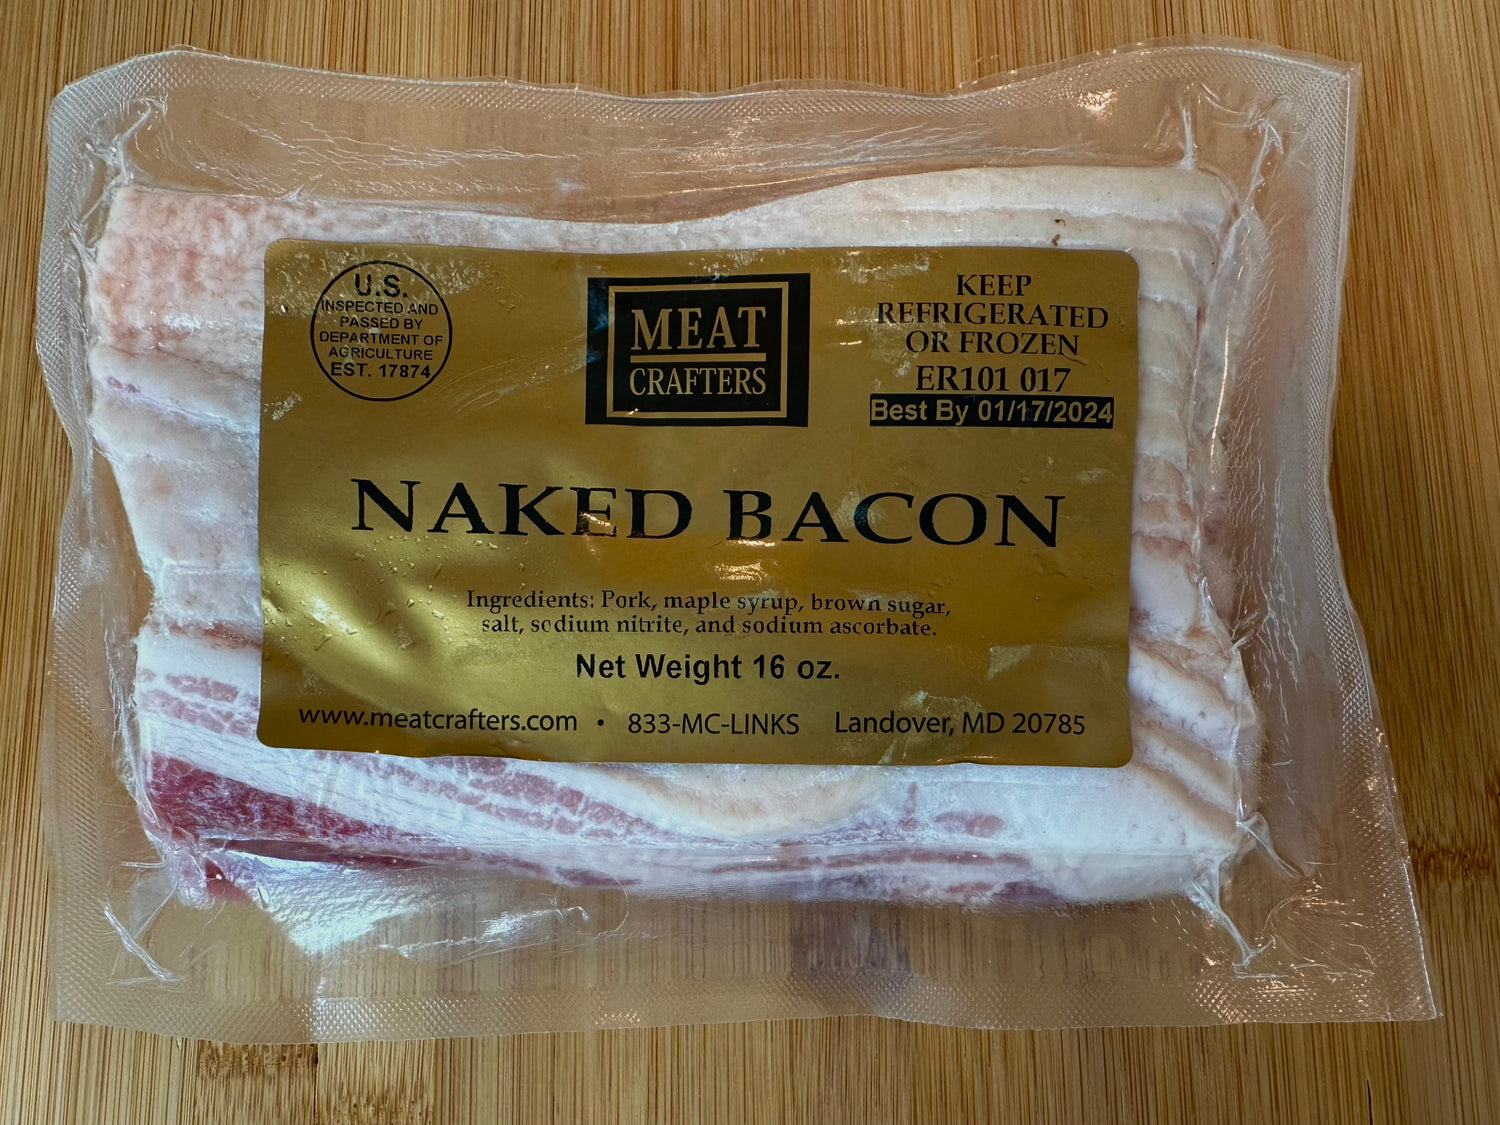 U.S.
INSPECTED AND
PASSED BY
DEPARTMENT OF
AGRICULTURE
EST. 17874
MEAT
CRAFTERS
KEEP
REFRIGERATED
OR FROZEN
ER101 017
Best By 01/17/2024
NAKED BACON
Ingredients: Pork, maple syrup, brown sugar,
salt, sodium nitrite, and sodium ascorbate.
Net Weight 16 oz.
www.meatcrafters.com • 833-MC-LINKS Landover, MD 20785